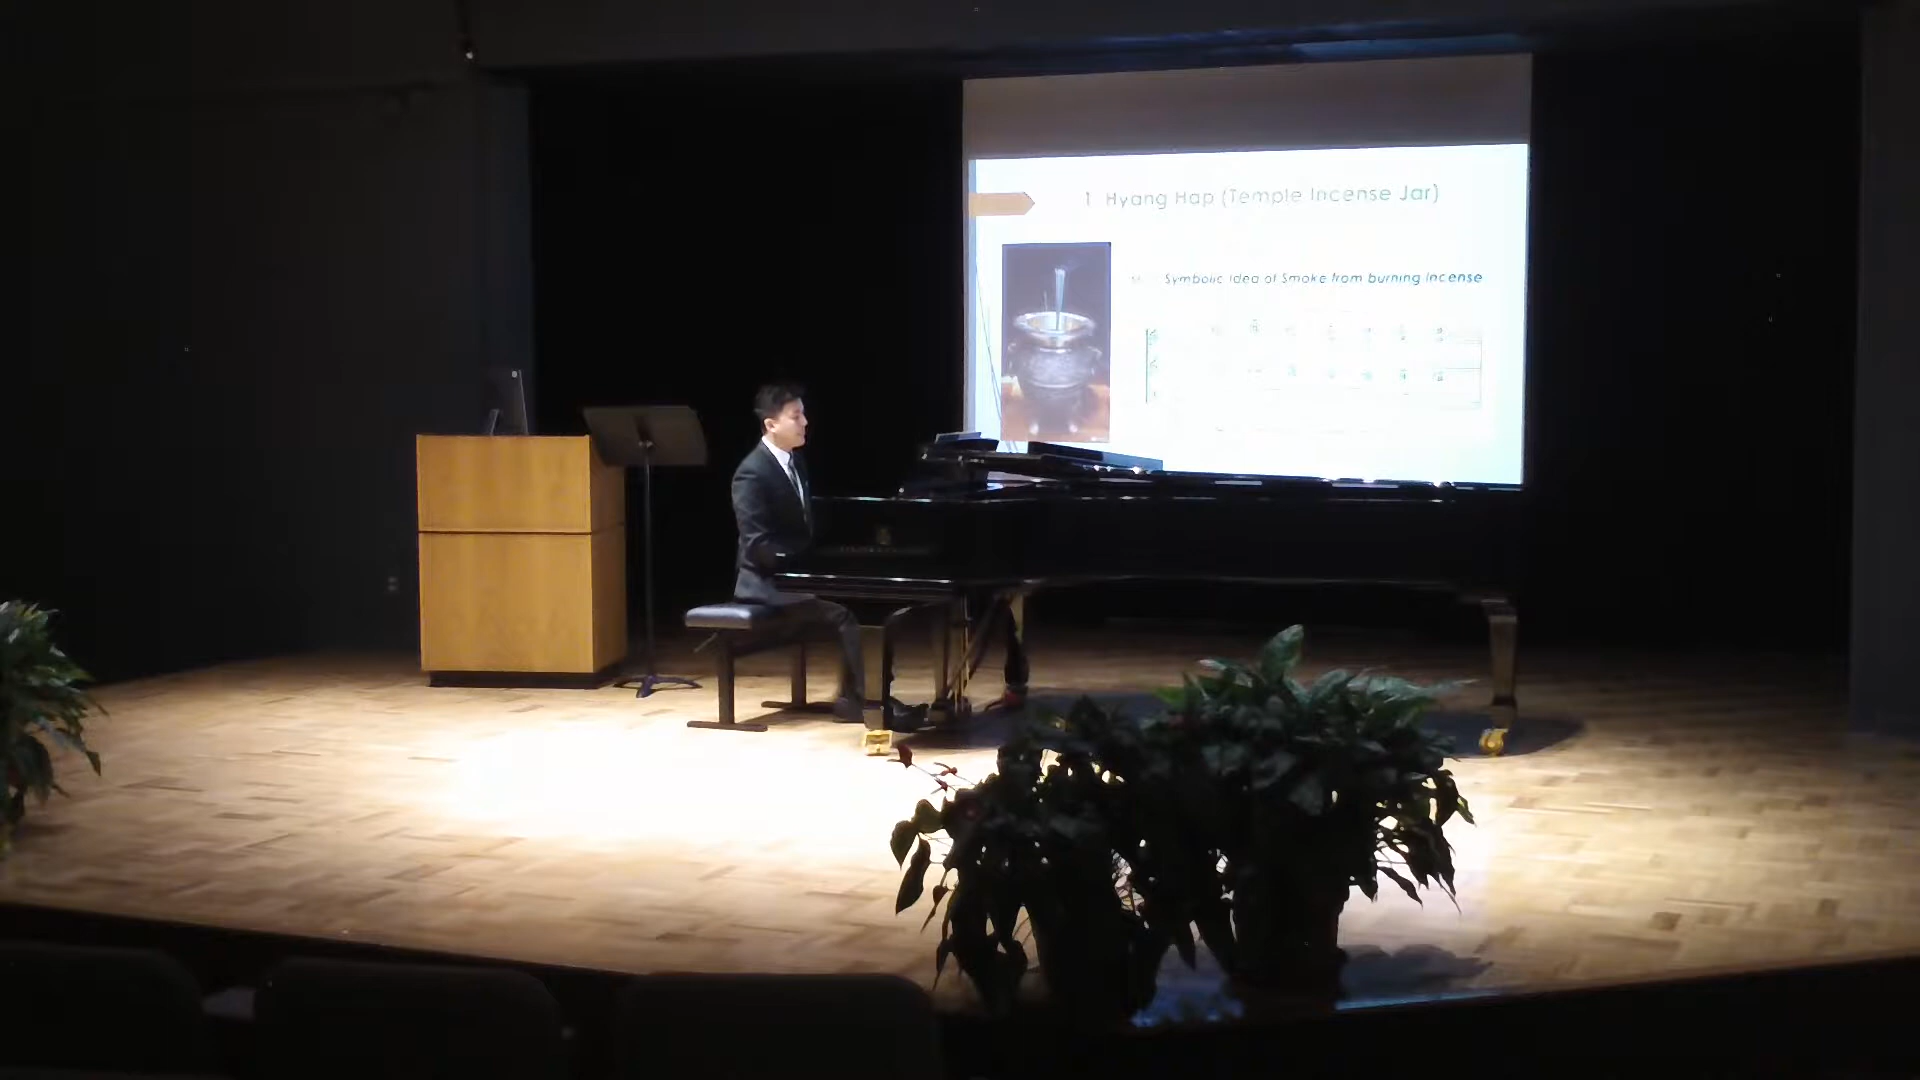 1 Hyang Hap (Temple Incense Jar)
Symbolic Idea of Smoke from burning Incense